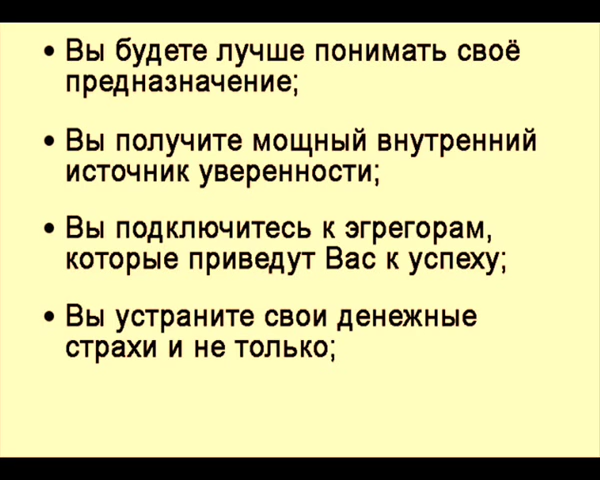 • Вы будете лучше понимать своё
предназначение;
• Вы получите мощный внутренний
источник уверенности;
• Вы подключитесь к эгрегорам,
которые приведут Вас к успеху;
• Вы устраните свои денежные
страхи и не только;